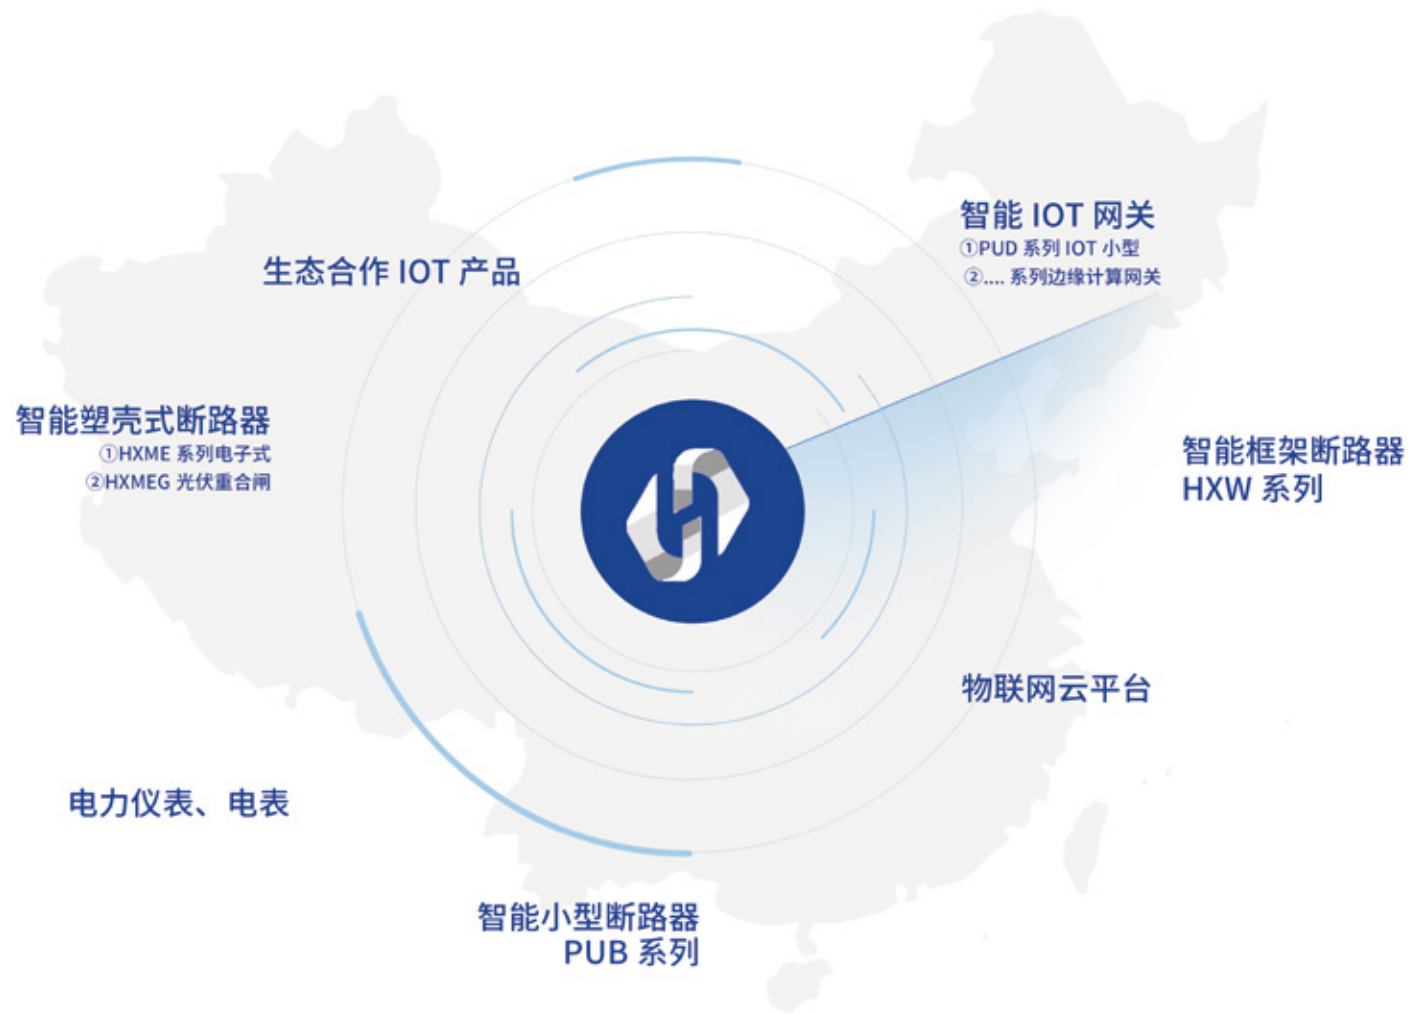 智能 IOT 网关
①PUD 系列 IOT 小型
②.... 系列边缘计算网关
生态合作 IOT 产品
智能塑壳式断路器
①HXME 系列电子式
②HXMEG 光伏重合闸
智能框架断路器
HXW 系列
物联网云平台
电力仪表、电表
智能小型断路器
PUB 系列